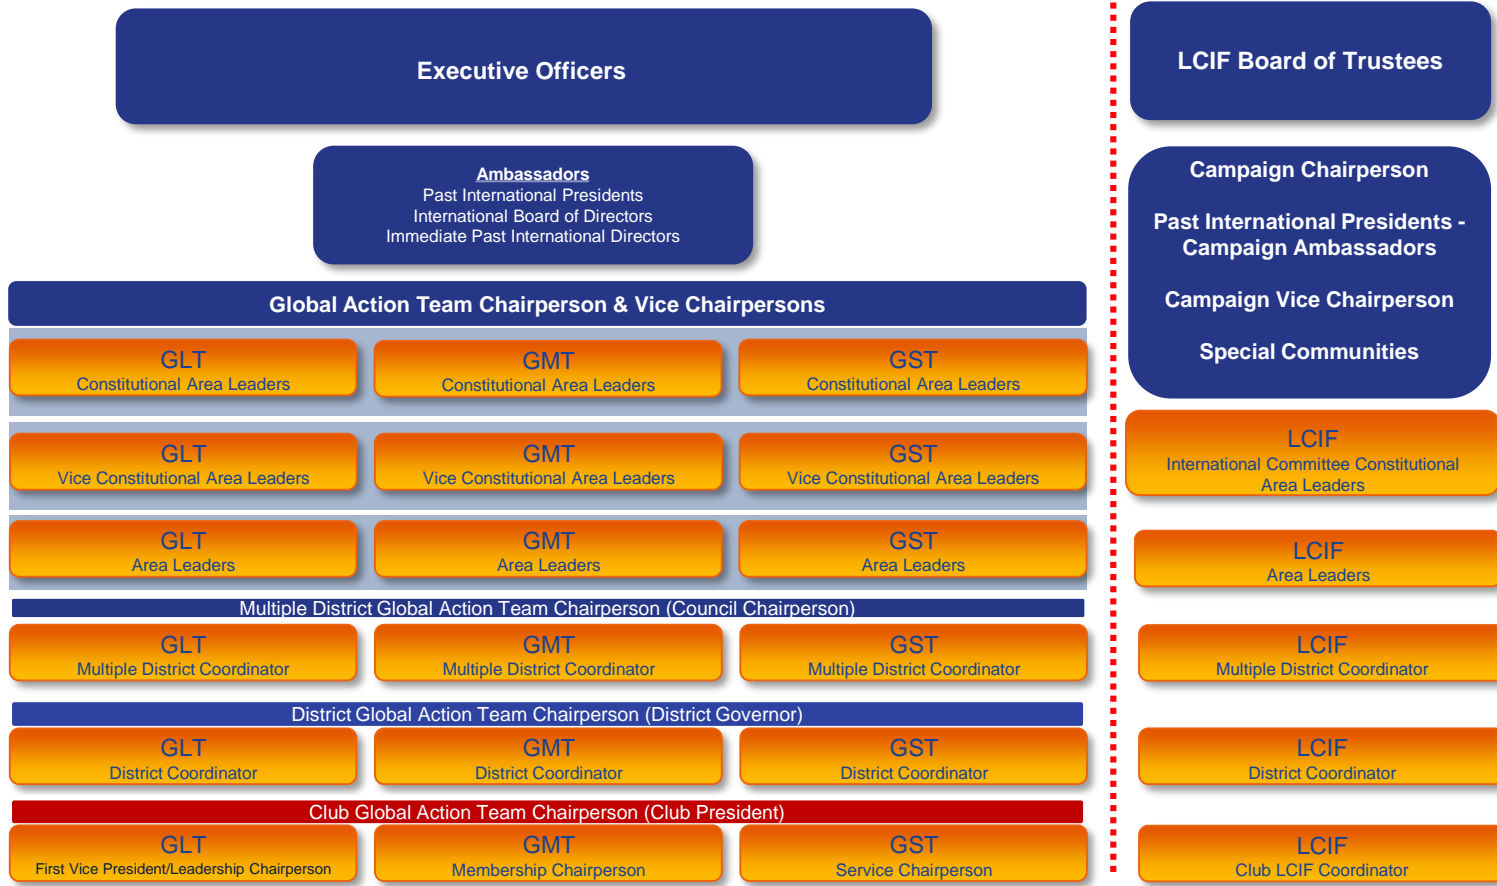 Executive Officers
Ambassadors
Past International Presidents
International Board of Directors
Immediate Past International Directors
Global Action Team Chairperson & Vice Chairpersons
GLT
Constitutional Area Leaders
GMT
Constitutional Area Leaders
GST
Constitutional Area Leaders
GLT
Vice Constitutional Area Leaders
GMT
Vice Constitutional Area Leaders
GST
Vice Constitutional Area Leaders
GLT
Area Leaders
GMT
Area Leaders
GST
Area Leaders
Multiple District Global Action Team Chairperson (Council Chairperson)
GLT
Multiple District Coordinator
GMT
Multiple District Coordinator
GST
Multiple District Coordinator
District Global Action Team Chairperson (District Governor)
GLT
District Coordinator
GMT
District Coordinator
GST
District Coordinator
Club Global Action Team Chairperson (Club President)
GLT
First Vice President/Leadership Chairperson
GMT
Membership Chairperson
GST
Service Chairperson
LCIF Board of Trustees
Campaign Chairperson
Past International Presidents -
Campaign Ambassadors
Campaign Vice Chairperson
Special Communities
LCIF
International Committee Constitutional
Area Leaders
LCIF
Area Leaders
LCIF
Multiple District Coordinator
LCIF
District Coordinator
LCIF
Club LCIF Coordinator